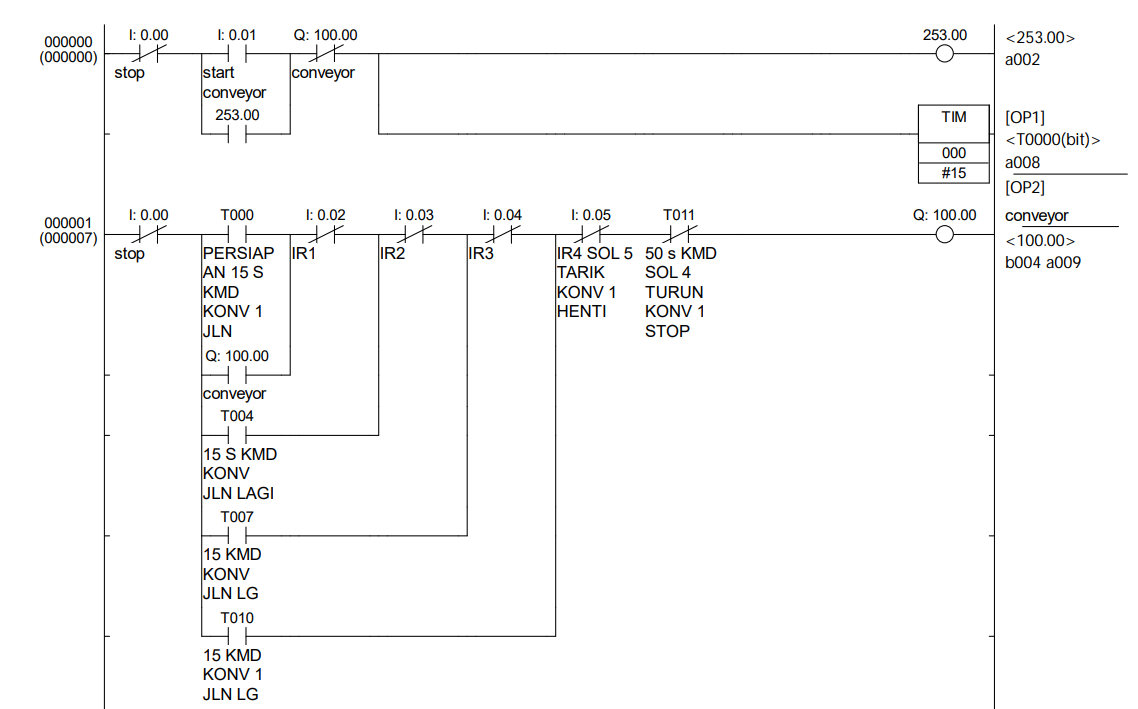 000000
(000000)
I: 0.00
I: 0.01
Q: 100.00
253.00
<253.00>
stop
start
conveyor
conveyor
a002
253.00
TIM
[OP1]
<T0000(bit)>
000
a008
#15
[OP2]
000001
(000007)
I: 0.00
T000
I: 0.02
I: 0.03
I: 0.04
I: 0.05
T011
Q: 100.00
conveyor
<100.00>
b004 a009
stop
PERSIAP
AN 15 S
KMD
KONV 1
JLN
IR1
IR2
IR3
IR4 SOL 5
TARIK
KONV 1
HENTI
50 s KMD
SOL 4
TURUN
KONV 1
STOP
Q: 100.00
conveyor
T004
15 S KMD
KONV
JLN LAGI
T007
15 KMD
KONV
JLN LG
T010
15 KMD
KONV 1
JLN LG